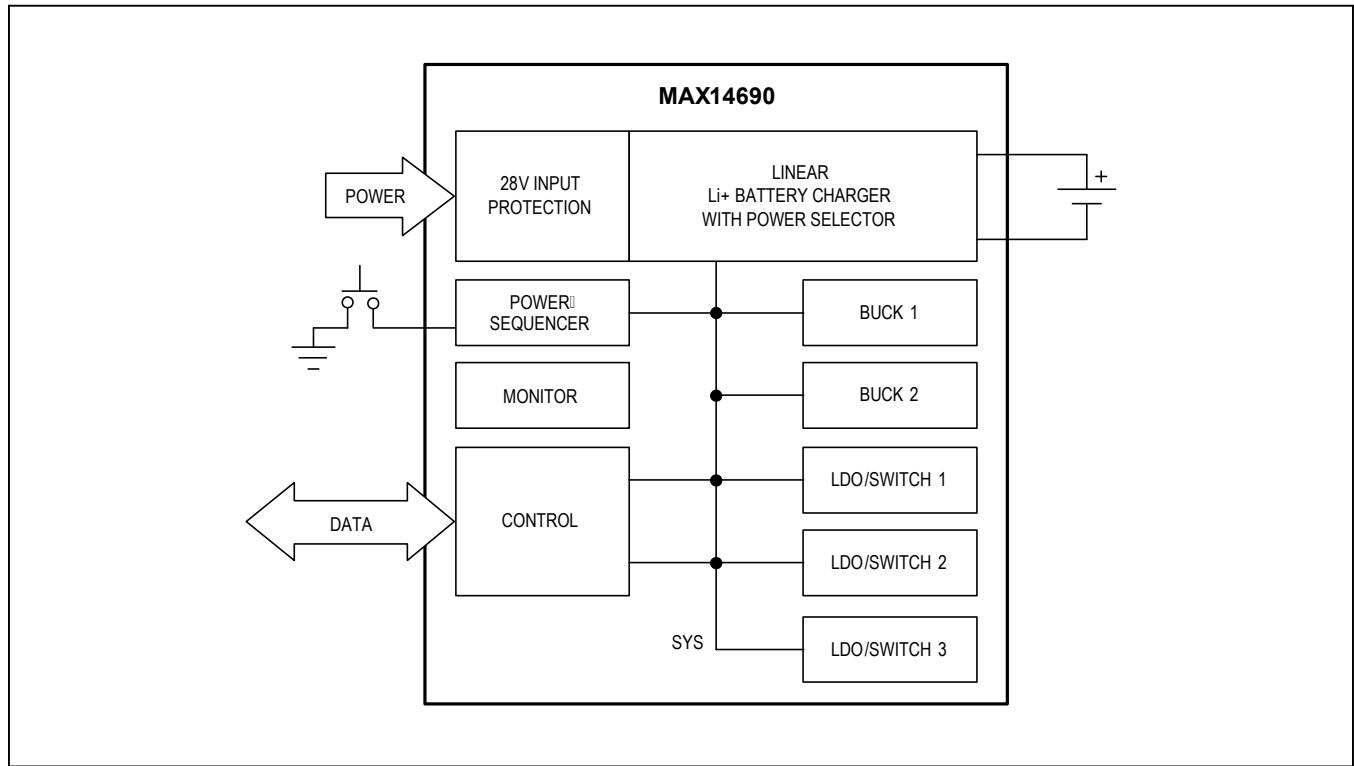 MAX14690
POWER
28V INPUT
PROTECTION
LINEAR
Li+ BATTERY CHARGER
WITH POWER SELECTOR
+
POWER
SEQUENCER
BUCK 1
MONITOR
BUCK 2
DATA
CONTROL
LDO/SWITCH 1
LDO/SWITCH 2
SYS
LDO/SWITCH 3